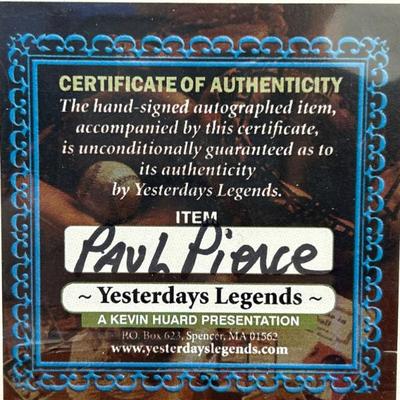 CERTIFICATE OF AUTHENTICITY
The hand-signed autographed item,
accompanied by this certificate,
is unconditionally guaranteed as to
its authenticity
by Yesterdays Legends.
ITEM
PAUL PIERCE
~ Yesterdays Legends ~
A KEVIN HUARD PRESENTATION
P.O. Box 623, Spencer, MA 01562
www.yesterdayslegends.com